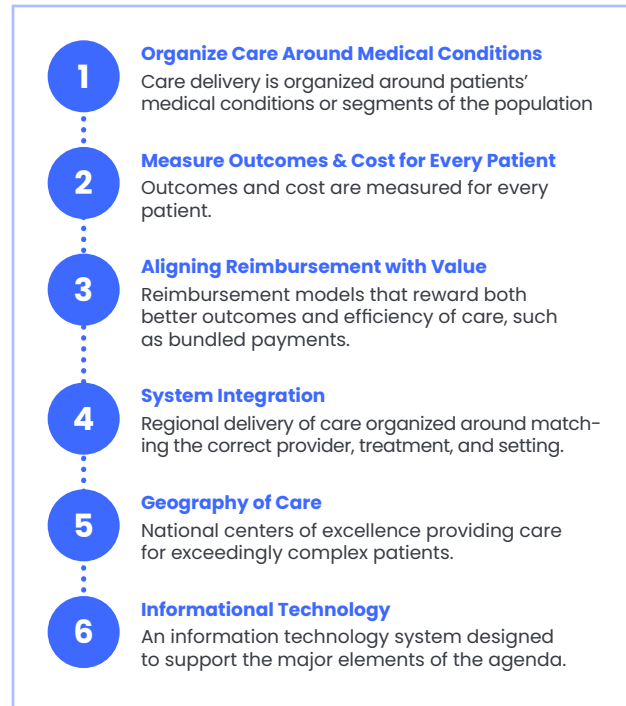 1
Organize Care Around Medical Conditions
Care delivery is organized around patients’
medical conditions or segments of the population
2
Measure Outcomes & Cost for Every Patient
Outcomes and cost are measured for every
patient.
3
Aligning Reimbursement with Value
Reimbursement models that reward both
better outcomes and efficiency of care, such
as bundled payments.
4
System Integration
Regional delivery of care organized around match-
ing the correct provider, treatment, and setting.
5
Geography of Care
National centers of excellence providing care
for exceedingly complex patients.
6
Informational Technology
An information technology system designed
to support the major elements of the agenda.